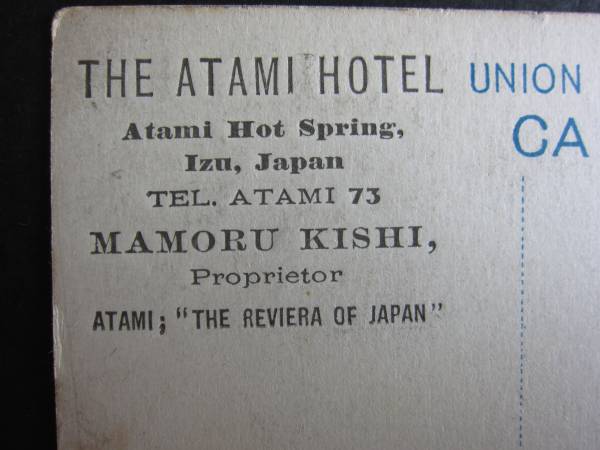 THE ATAMI HOTEL
Atami Hot Spring,
Izu, Japan
TEL. ATAMI 73
MAMORU KISHI,
Proprietor
ATAMI; "THE REVIERA OF JAPAN"
UNION
CA